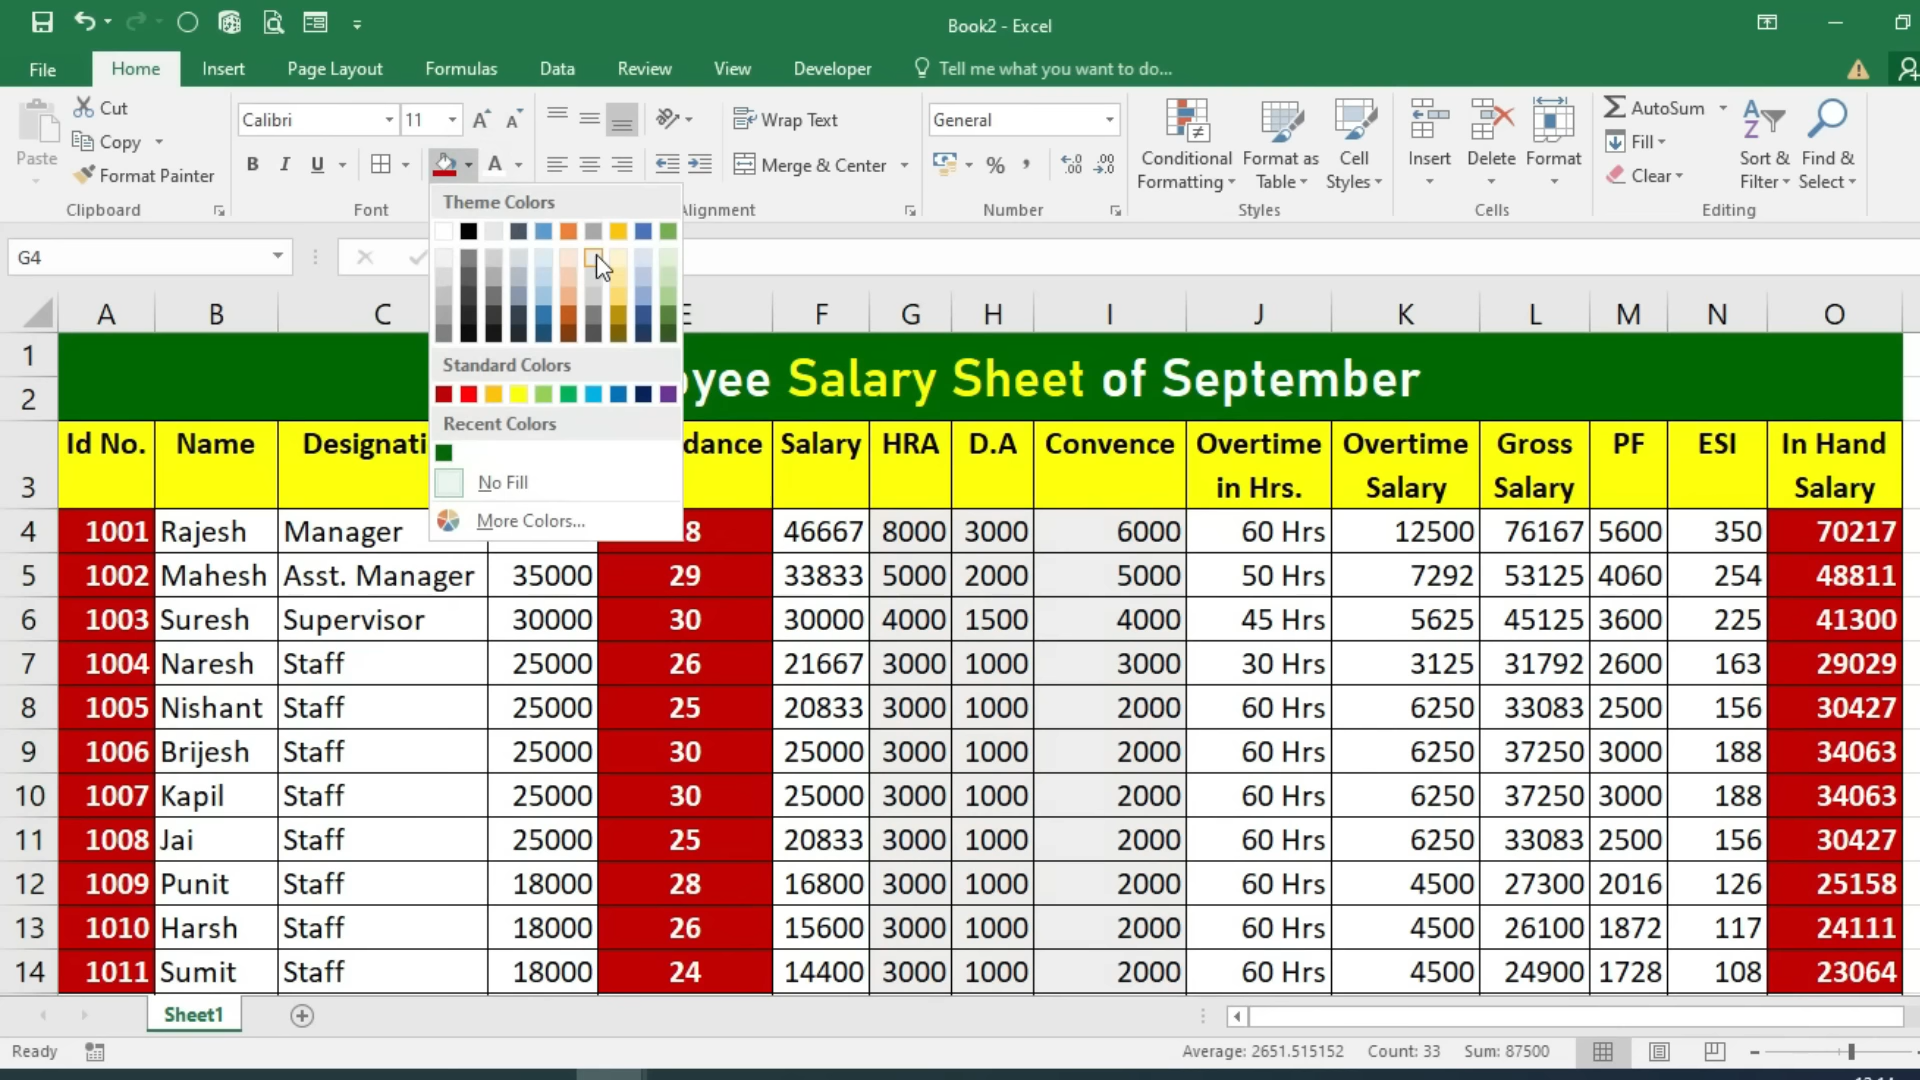 Book2 - Excel
File Home Insert Page Layout Formulas Data Review View Developer Tell me what you want to do...
Paste Cut Copy Format Painter Clipboard
Calibri 11 B I U A Font
Wrap Text Merge & Center Alignment
General % , Number
Conditional Formatting Format as Table Cell Styles Styles
Insert Delete Format Cells
AutoSum Fill Clear Sort & Filter Find & Select Editing
G4
Theme Colors
Standard Colors
Recent Colors
No Fill
More Colors...
A B C E F G H I J K L M N O
1 2 yee Salary Sheet of September
3 Id No. Name Designati dance Salary HRA D.A Convence Overtime in Hrs. Overtime Salary Gross Salary PF ESI In Hand Salary
4 1001 Rajesh Manager 8 46667 8000 3000 6000 60 Hrs 12500 76167 5600 350 70217
5 1002 Mahesh Asst. Manager 35000 29 33833 5000 2000 5000 50 Hrs 7292 53125 4060 254 48811
6 1003 Suresh Supervisor 30000 30 30000 4000 1500 4000 45 Hrs 5625 45125 3600 225 41300
7 1004 Naresh Staff 25000 26 21667 3000 1000 3000 30 Hrs 3125 31792 2600 163 29029
8 1005 Nishant Staff 25000 25 20833 3000 1000 2000 60 Hrs 6250 33083 2500 156 30427
9 1006 Brijesh Staff 25000 30 25000 3000 1000 2000 60 Hrs 6250 37250 3000 188 34063
10 1007 Kapil Staff 25000 30 25000 3000 1000 2000 60 Hrs 6250 37250 3000 188 34063
11 1008 Jai Staff 25000 25 20833 3000 1000 2000 60 Hrs 6250 33083 2500 156 30427
12 1009 Punit Staff 18000 28 16800 3000 1000 2000 60 Hrs 4500 27300 2016 126 25158
13 1010 Harsh Staff 18000 26 15600 3000 1000 2000 60 Hrs 4500 26100 1872 117 24111
14 1011 Sumit Staff 18000 24 14400 3000 1000 2000 60 Hrs 4500 24900 1728 108 23064
Sheet1
Ready Average: 2651.515152 Count: 33 Sum: 87500